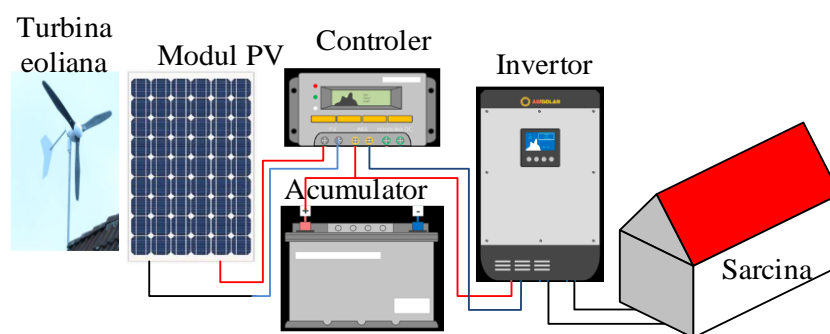 Turbina
eoliana
Modul PV
Controler
Invertor
Acumulator
+
-
Sarcina